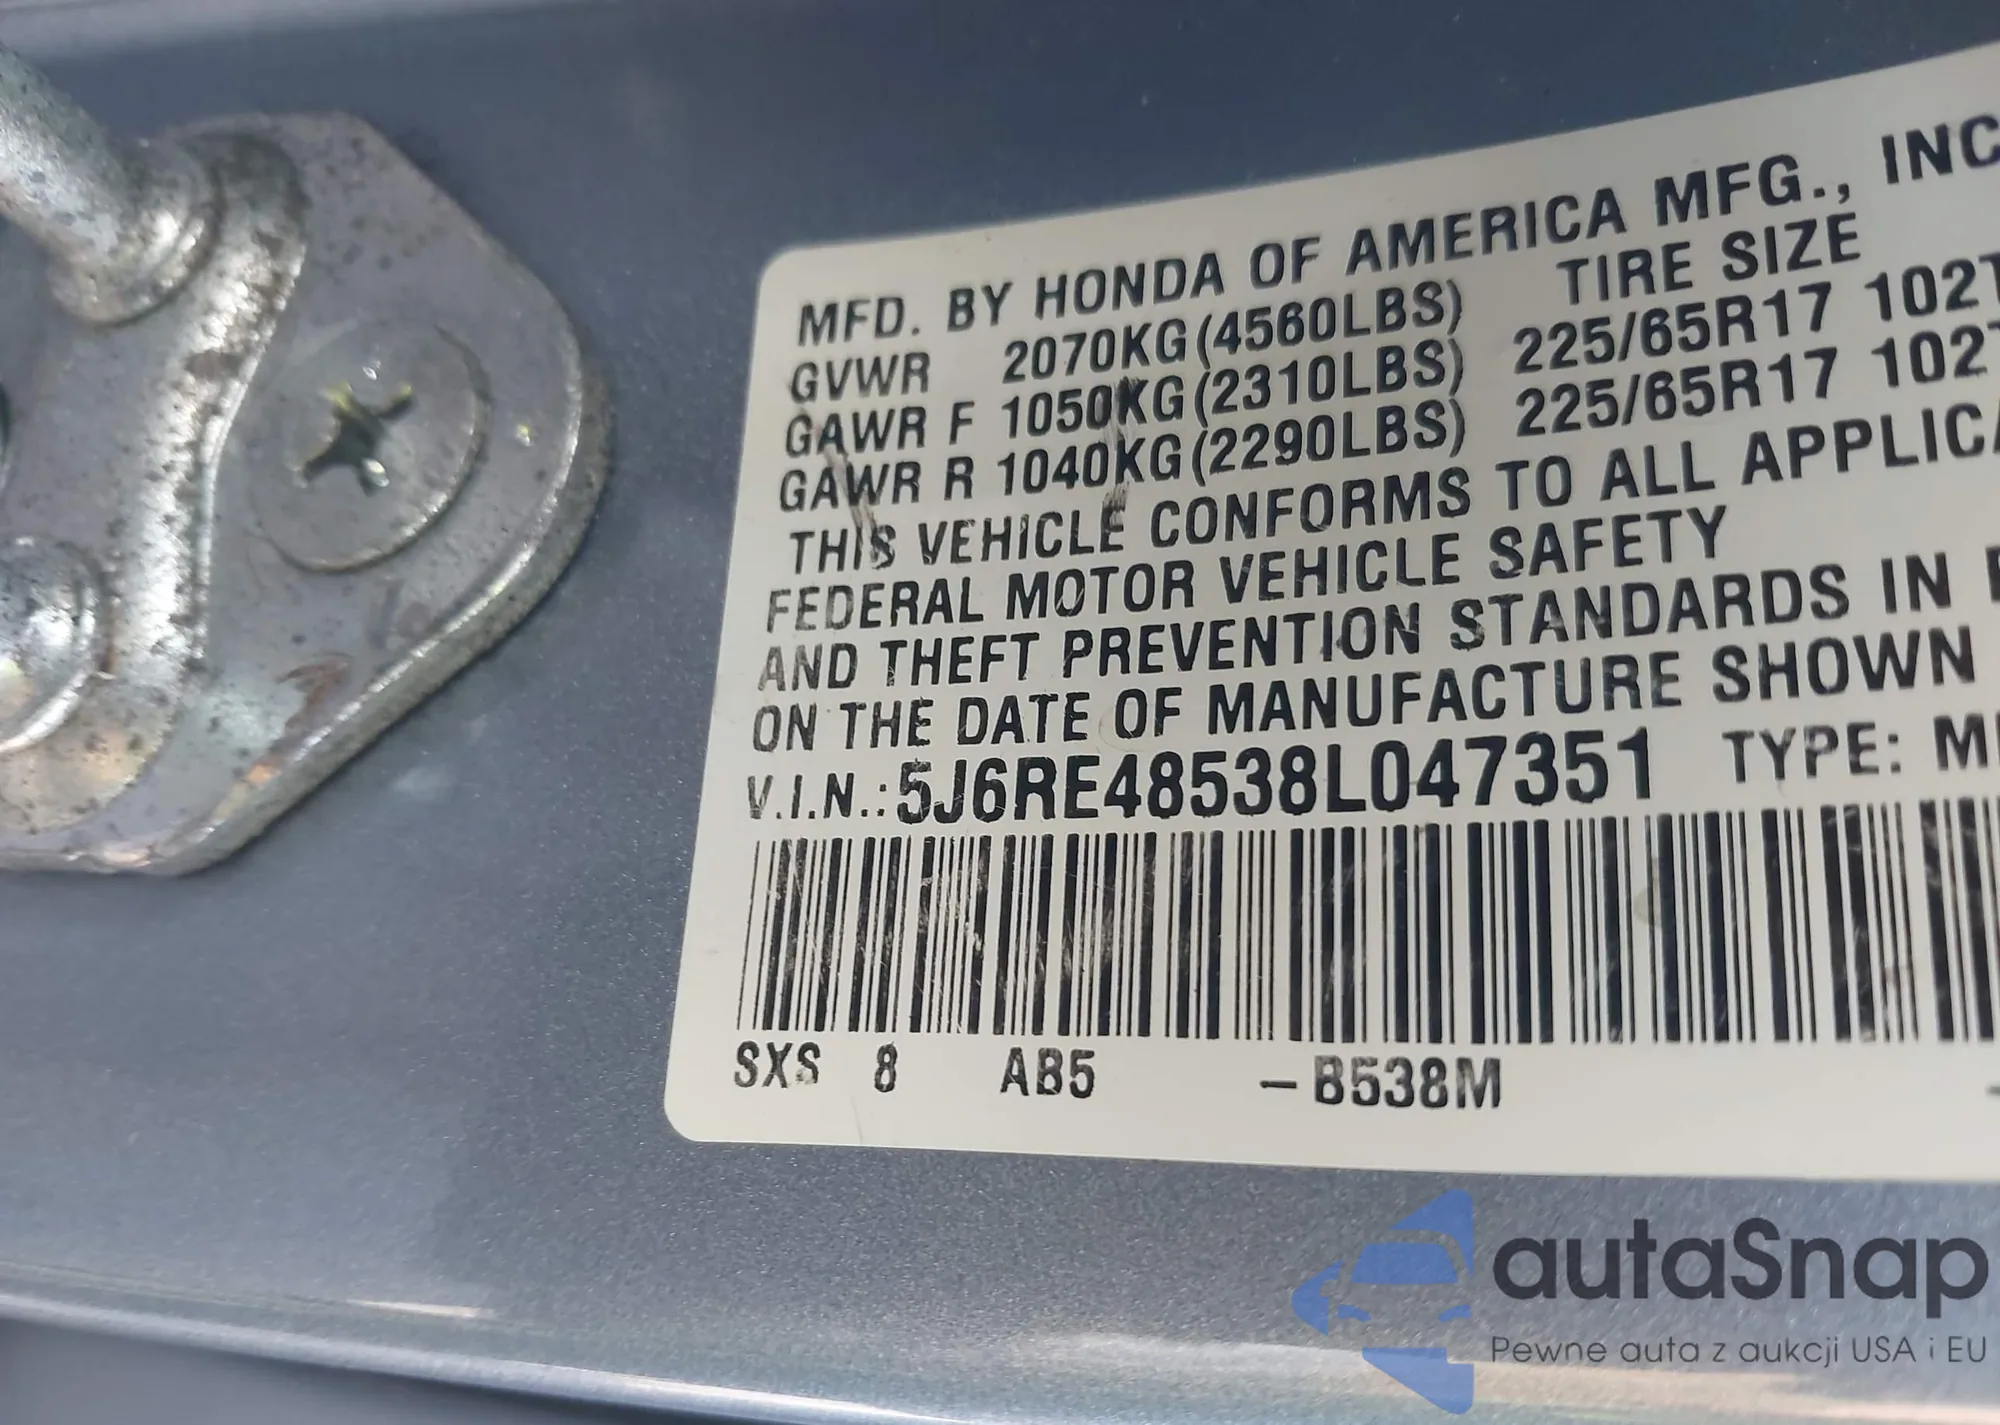 MFD. BY HONDA OF AMERICA MFG., INC
GVWR 2070KG(4560LBS) TIRE SIZE
GAWR F 1050KG(2310LBS) 225/65R17 102T
GAWR R 1040KG(2290LBS) 225/65R17 102T
THIS VEHICLE CONFORMS TO ALL APPLICA
FEDERAL MOTOR VEHICLE SAFETY
AND THEFT PREVENTION STANDARDS IN
ON THE DATE OF MANUFACTURE SHOWN
V.I.N.: 5J6RE48538L047351 TYPE: M
SXS 8 AB5 -B538M
autaSnap
Pewne auta z aukcji USA i EU